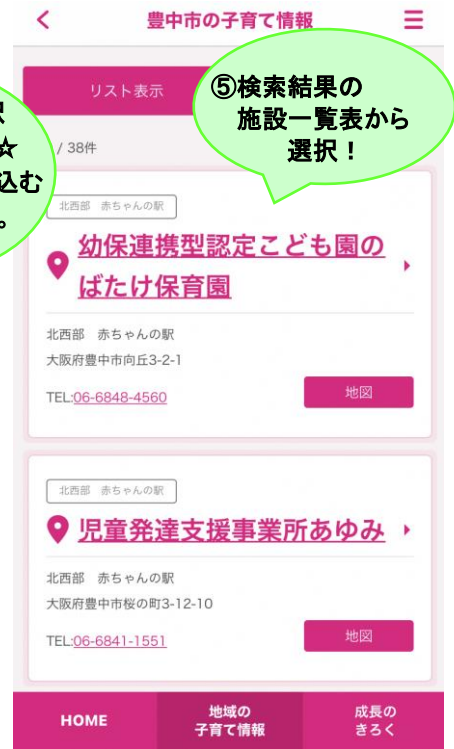 豊中市の子育て情報
リスト表示
⑤検索結果の
施設一覧表から
選択！
☆
込む
。
/ 38件
北西部 赤ちゃんの駅
幼保連携型認定こども園の
ばたけ保育園
北西部 赤ちゃんの駅
大阪府豊中市向丘3-2-1
TEL:06-6848-4560
地図
北西部 赤ちゃんの駅
児童発達支援事業所あゆみ
北西部 赤ちゃんの駅
大阪府豊中市桜の町3-12-10
TEL:06-6841-1551
地図
HOME
地域の
子育て情報
成長の
きろく